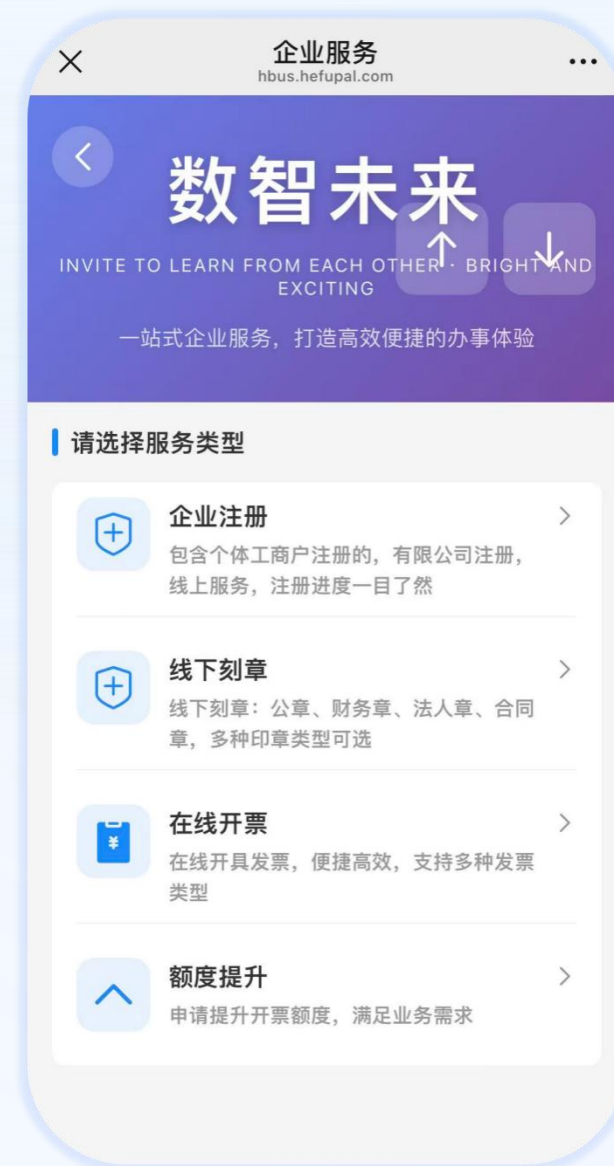 企业服务
hbus.hefupal.com
数智未来
INVITE TO LEARN FROM EACH OTHER · BRIGHT AND
EXCITING
一站式企业服务，打造高效便捷的办事体验
请选择服务类型
企业注册
包含个体工商户注册的，有限公司注册，
线上服务，注册进度一目了然
线下刻章
线下刻章：公章、财务章、法人章、合同
章，多种印章类型可选
在线开票
在线开具发票，便捷高效，支持多种发票
类型
额度提升
申请提升开票额度，满足业务需求